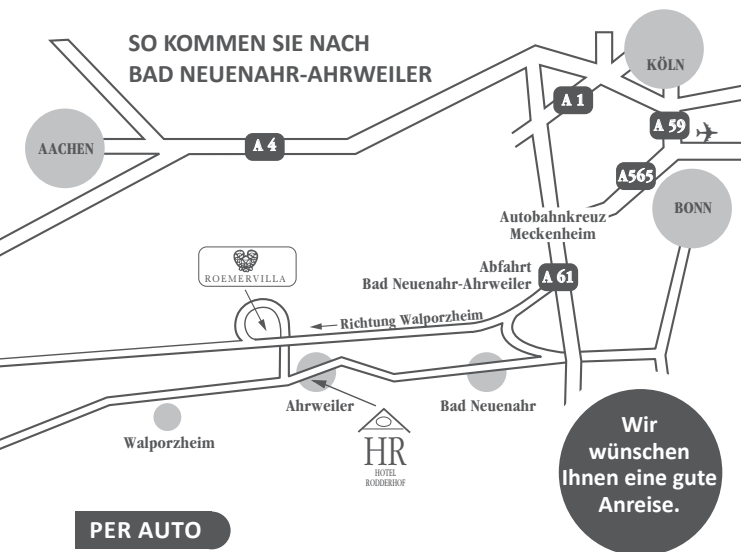 SO KOMMEN SIE NACH
BAD NEUENAHR-AHRWEILER
KÖLN
A 1
A 59
AACHEN
A 4
A565
BONN
Autobahnkreuz
Meckenheim
ROEMERVILLA
Abfahrt
Bad Neuenahr-Ahrweiler
A 61
Richtung Walporzheim
Ahrweiler
Bad Neuenahr
Walporzheim
HR
HOTEL
RODDERHOF
Wir
wünschen
Ihnen eine gute
Anreise.
PER AUTO